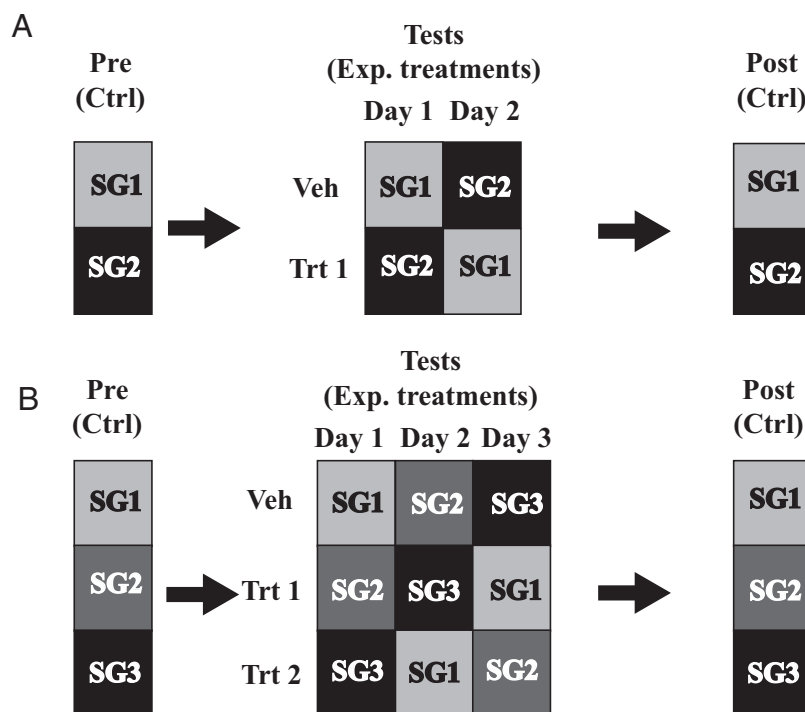 A
Pre
(Ctrl)
Tests
(Exp. treatments)
Day 1 Day 2
Post
(Ctrl)
SG1
Veh SG1 SG2
SG1
SG2
Trt 1 SG2 SG1
SG2
B
Pre
(Ctrl)
Tests
(Exp. treatments)
Day 1 Day 2 Day 3
Post
(Ctrl)
SG1
Veh SG1 SG2 SG3
SG1
SG2
Trt 1 SG2 SG3 SG1
SG2
SG3
Trt 2 SG3 SG1 SG2
SG3